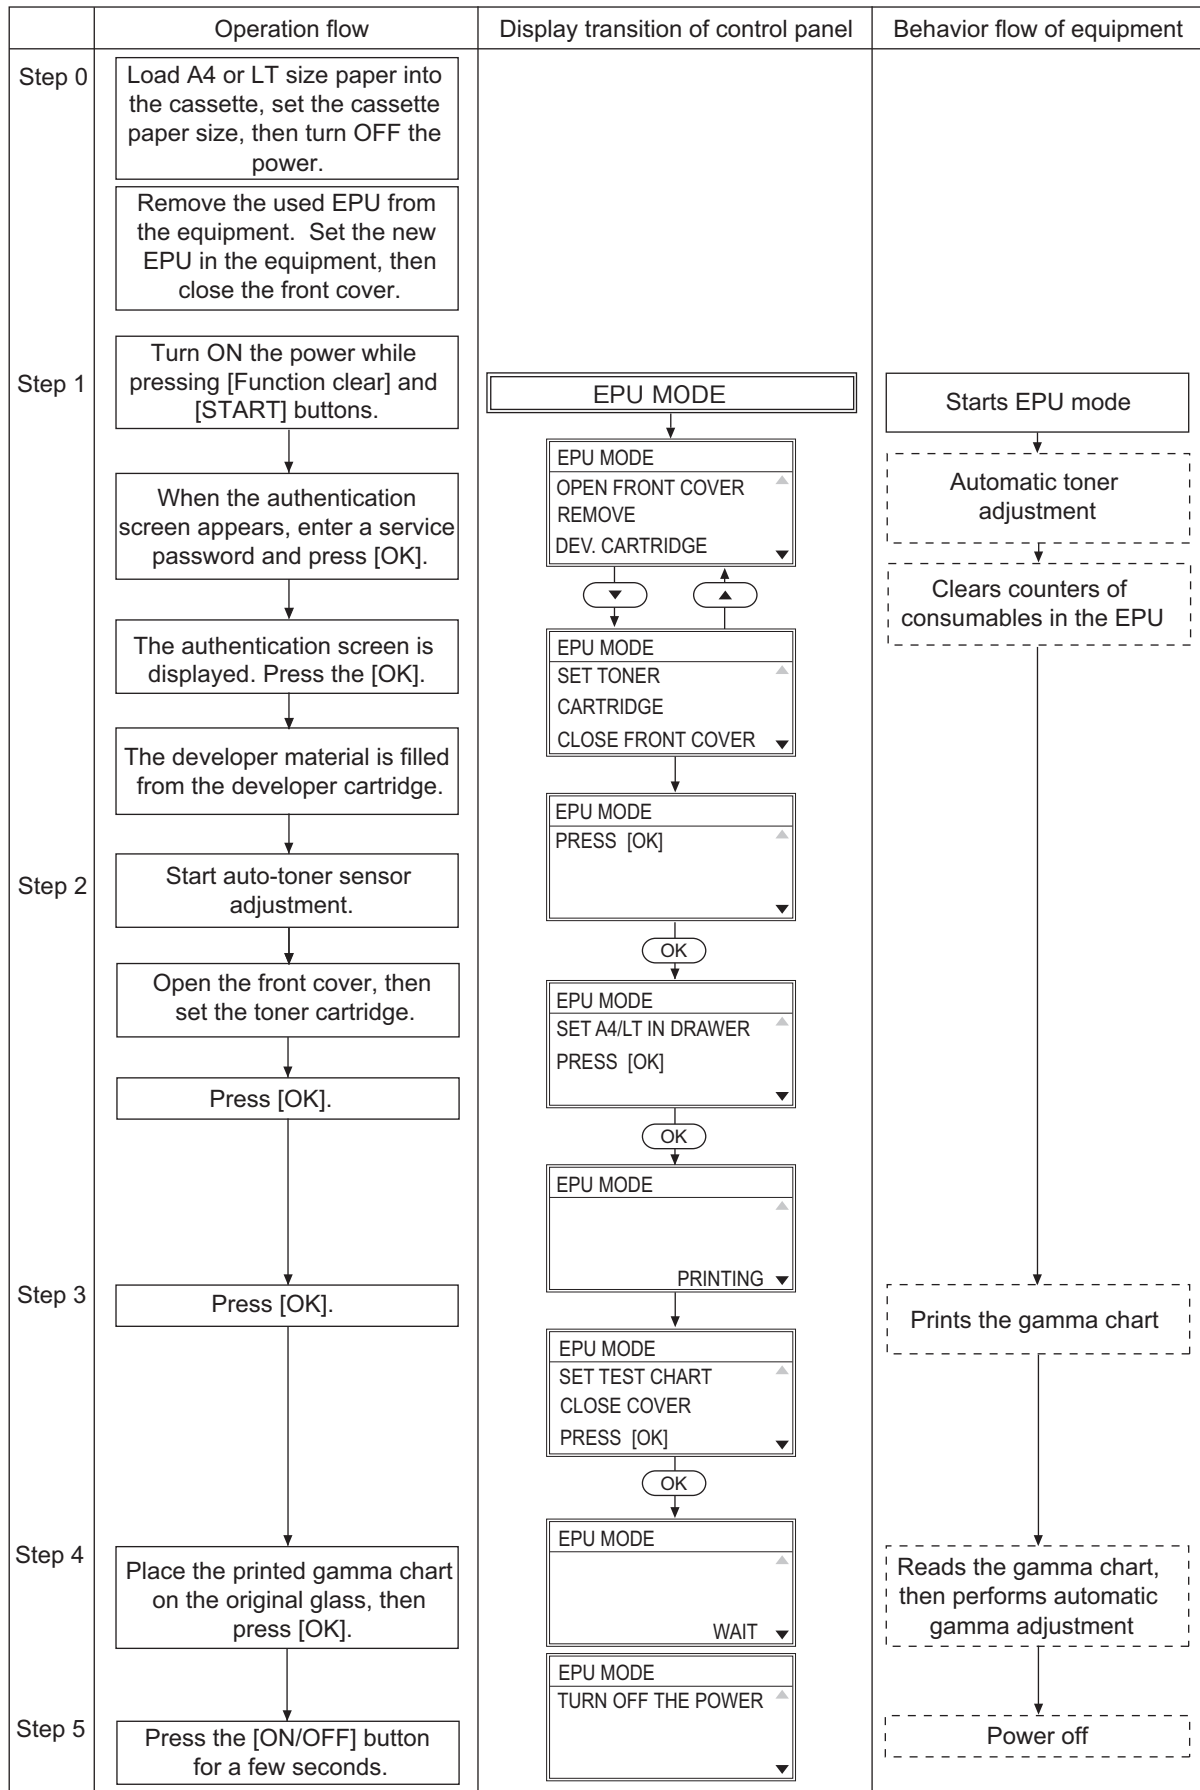 Operation flow
Display transition of control panel
Behavior flow of equipment
Step 0
Load A4 or LT size paper into
the cassette, set the cassette
paper size, then turn OFF the
power.
Remove the used EPU from
the equipment. Set the new
EPU in the equipment, then
close the front cover.
Step 1
Turn ON the power while
pressing [Function clear] and
[START] buttons.
When the authentication
screen appears, enter a service
password and press [OK].
The authentication screen is
displayed. Press the [OK].
The developer material is filled
from the developer cartridge.
Step 2
Start auto-toner sensor
adjustment.
Open the front cover, then
set the toner cartridge.
Press [OK].
Step 3
Press [OK].
Step 4
Place the printed gamma chart
on the original glass, then
press [OK].
Step 5
Press the [ON/OFF] button
for a few seconds.
EPU MODE
EPU MODE
OPEN FRONT COVER
REMOVE
DEV. CARTRIDGE
EPU MODE
SET TONER
CARTRIDGE
CLOSE FRONT COVER
EPU MODE
PRESS [OK]
OK
EPU MODE
SET A4/LT IN DRAWER
PRESS [OK]
OK
EPU MODE
PRINTING
EPU MODE
SET TEST CHART
CLOSE COVER
PRESS [OK]
OK
EPU MODE
WAIT
EPU MODE
TURN OFF THE POWER
Starts EPU mode
Automatic toner
adjustment
Clears counters of
consumables in the EPU
Prints the gamma chart
Reads the gamma chart,
then performs automatic
gamma adjustment
Power off